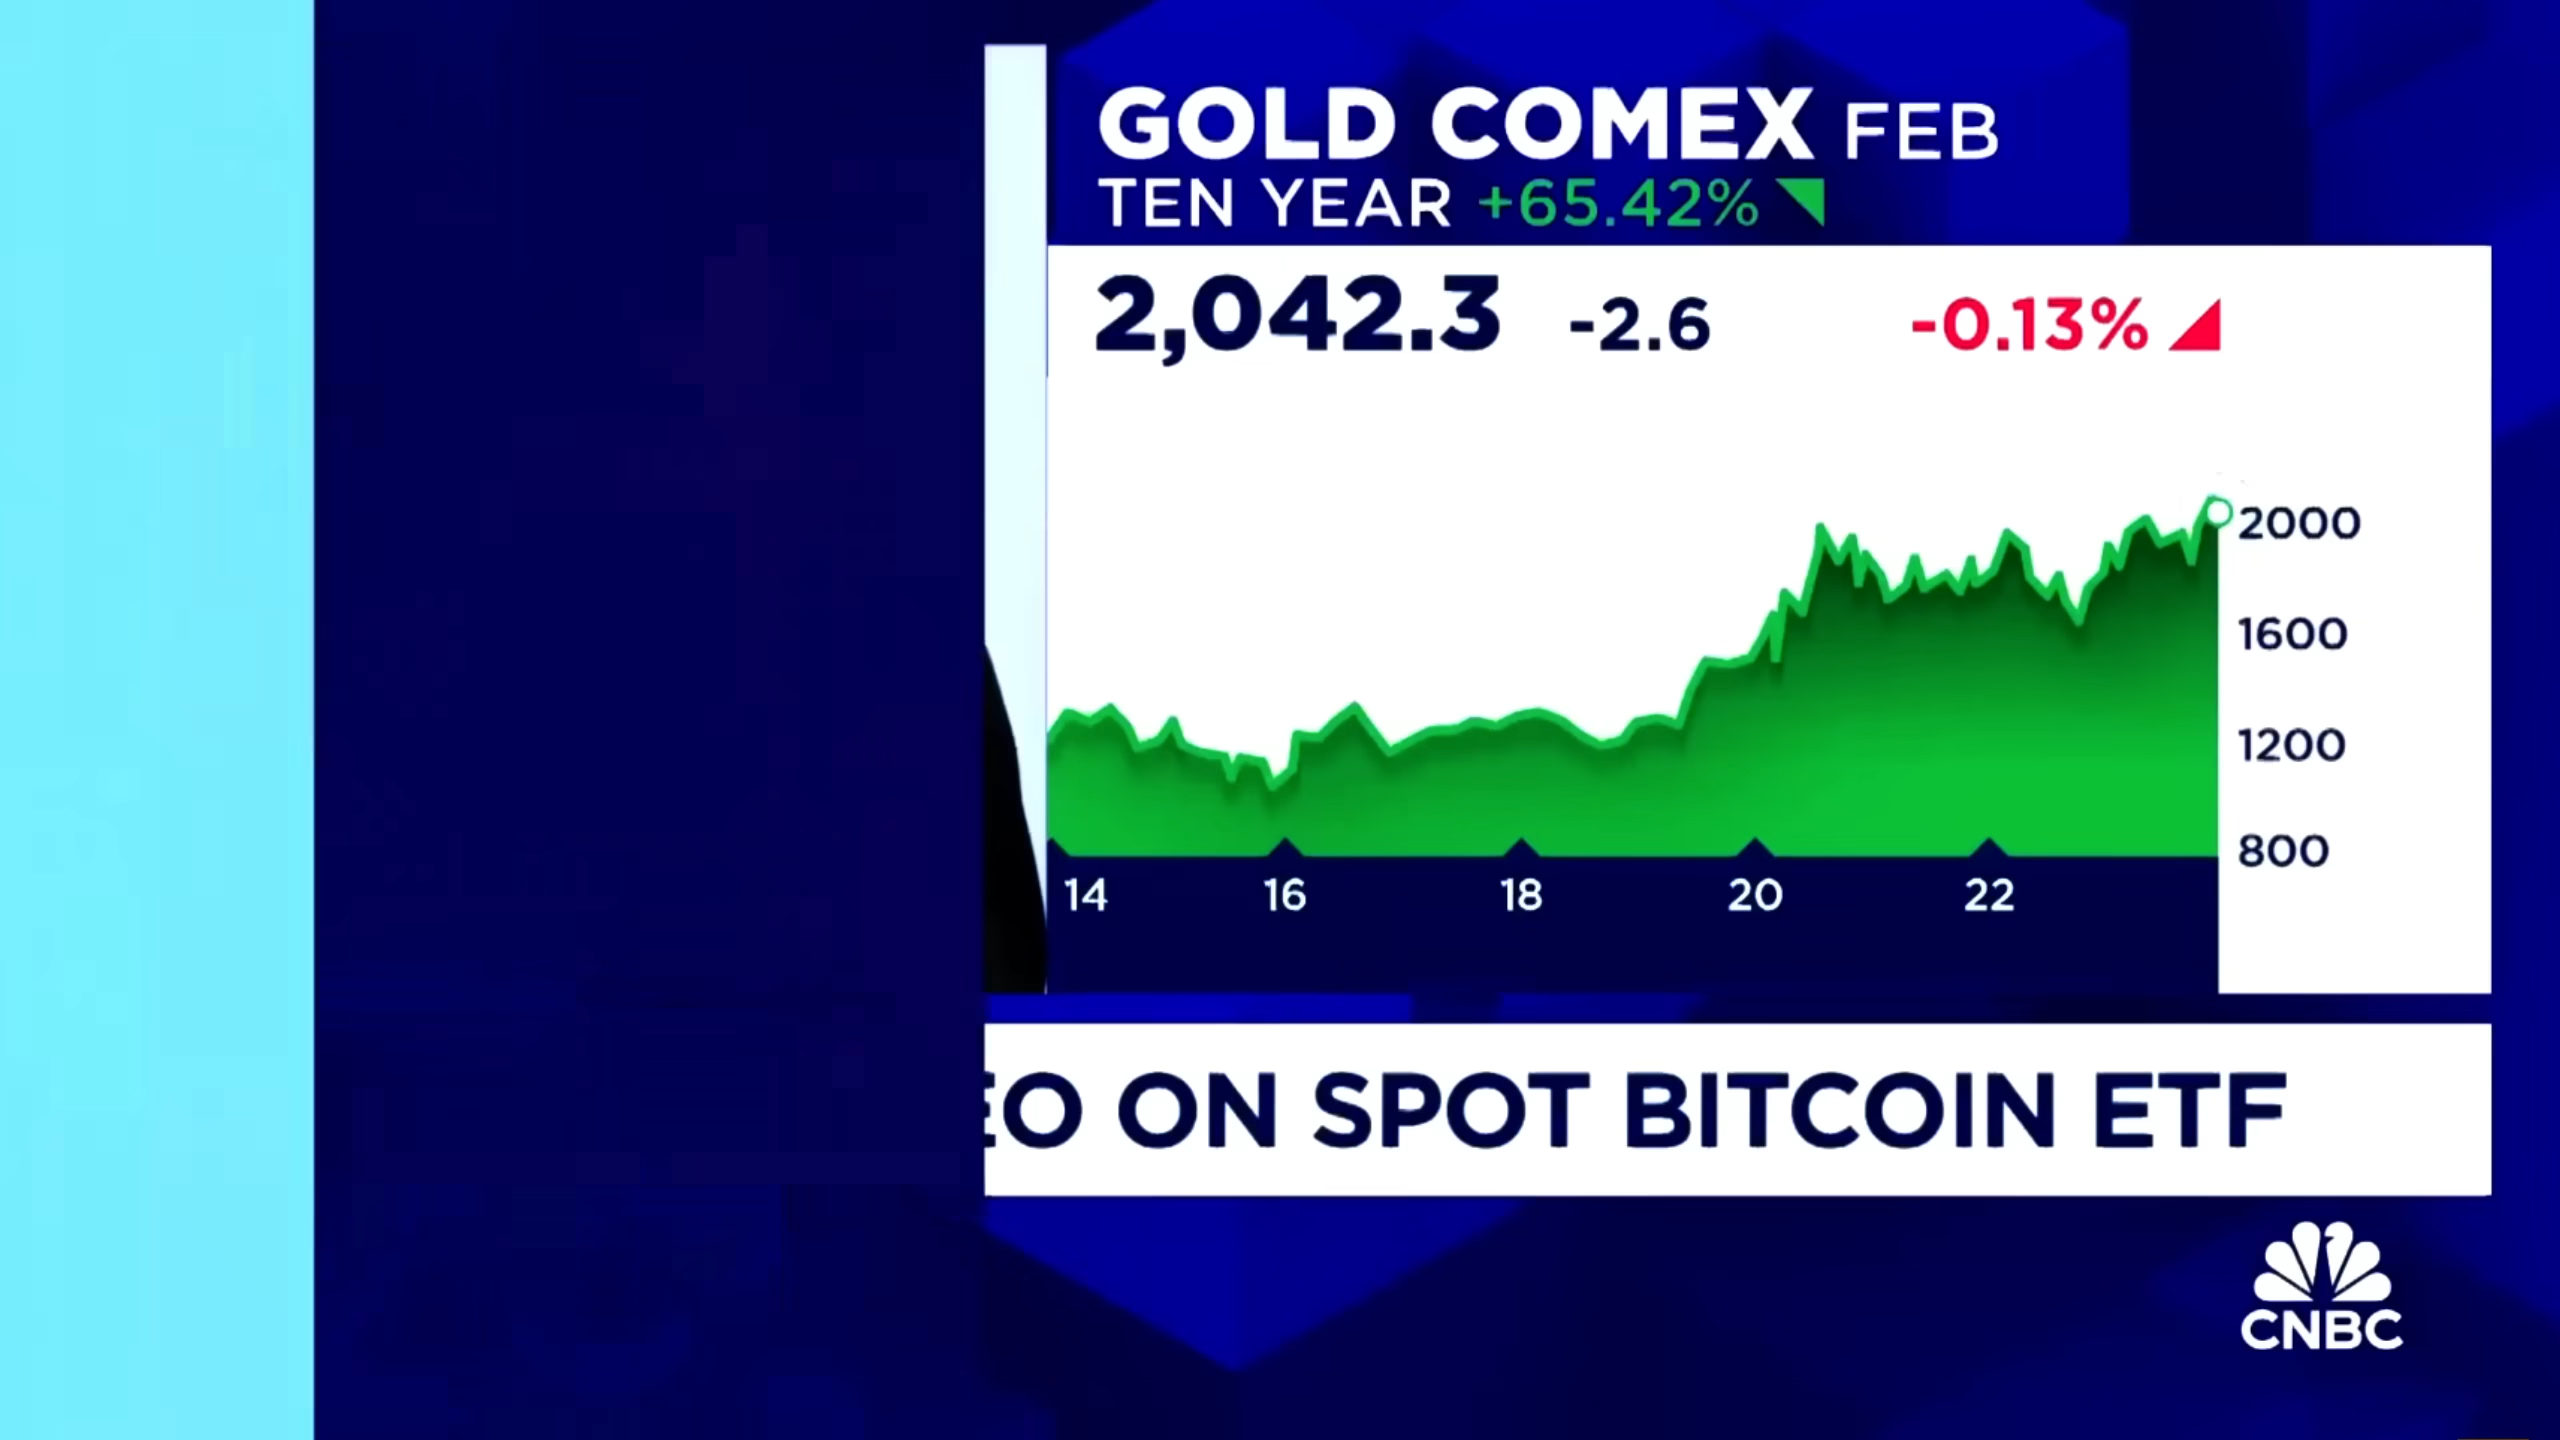 GOLD COMEX FEB
TEN YEAR +65.42%
2,042.3 -2.6 -0.13%
2000
1600
1200
800
14 16 18 20 22
EO ON SPOT BITCOIN ETF
CNBC